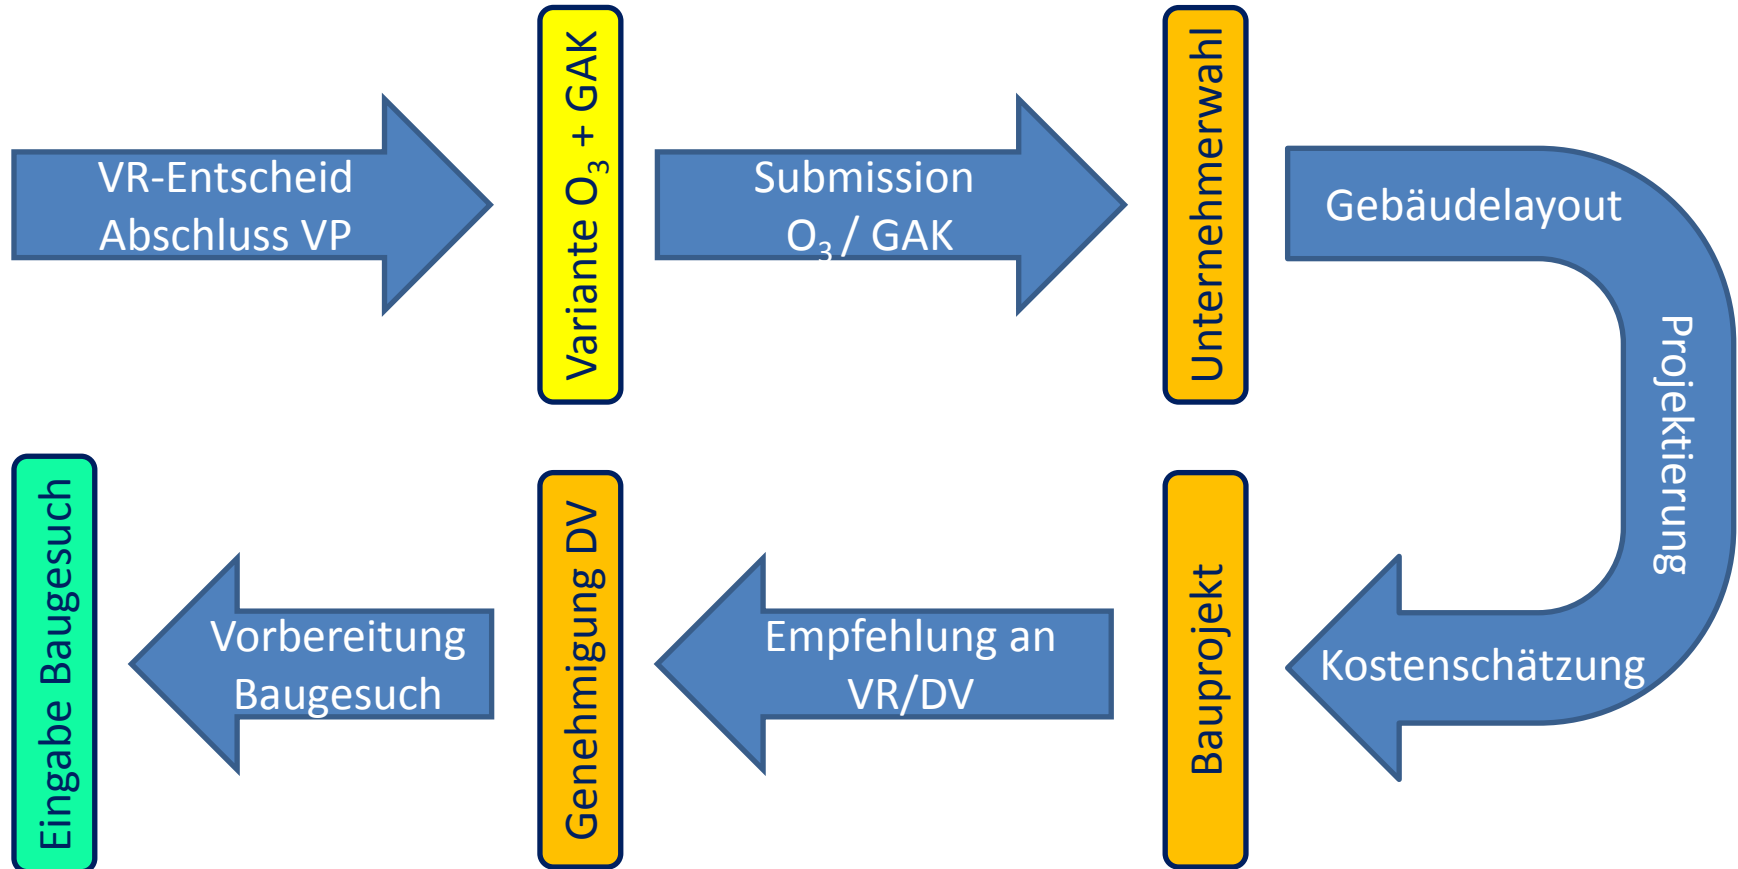 VR-Entscheid
Abschluss VP
Variante O₃ + GAK
Submission
O₃ / GAK
Unternehmerwahl
Gebäudelayout
Projektierung
Kostenschätzung
Bauprojekt
Empfehlung an
VR/DV
Genehmigung DV
Vorbereitung
Baugesuch
Eingabe Baugesuch